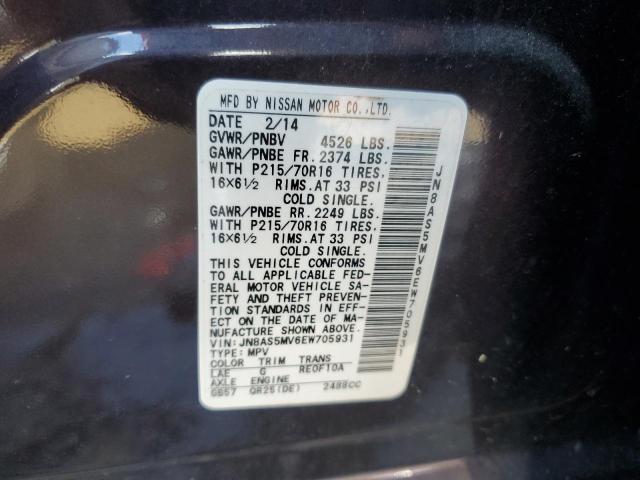 MFD BY NISSAN MOTOR CO.,LTD.
DATE 2/14
GVWR/PNBV 4526 LBS.
GAWR/PNBE FR. 2374 LBS.
WITH P215/70R16 TIRES,
16×6½ RIMS.AT 33 PSI
COLD SINGLE.
GAWR/PNBE RR. 2249 LBS.
WITH P215/70R16 TIRES,
16×6½ RIMS.AT 33 PSI
COLD SINGLE.
THIS VEHICLE CONFORMS
TO ALL APPLICABLE FED-
ERAL MOTOR VEHICLE SA-
FETY AND THEFT PREVEN-
TION STANDARDS IN EFF-
ECT ON THE DATE OF MA-
NUFACTURE SHOWN ABOVE.
VIN:JN8AS5MV6EW705931
TYPE:MPV
COLOR TRIM TRANS
LAE G RE0F10A
AXLE ENGINE
GB57 QR25(DE) 2488CC
JN8AS5MV6EW705931